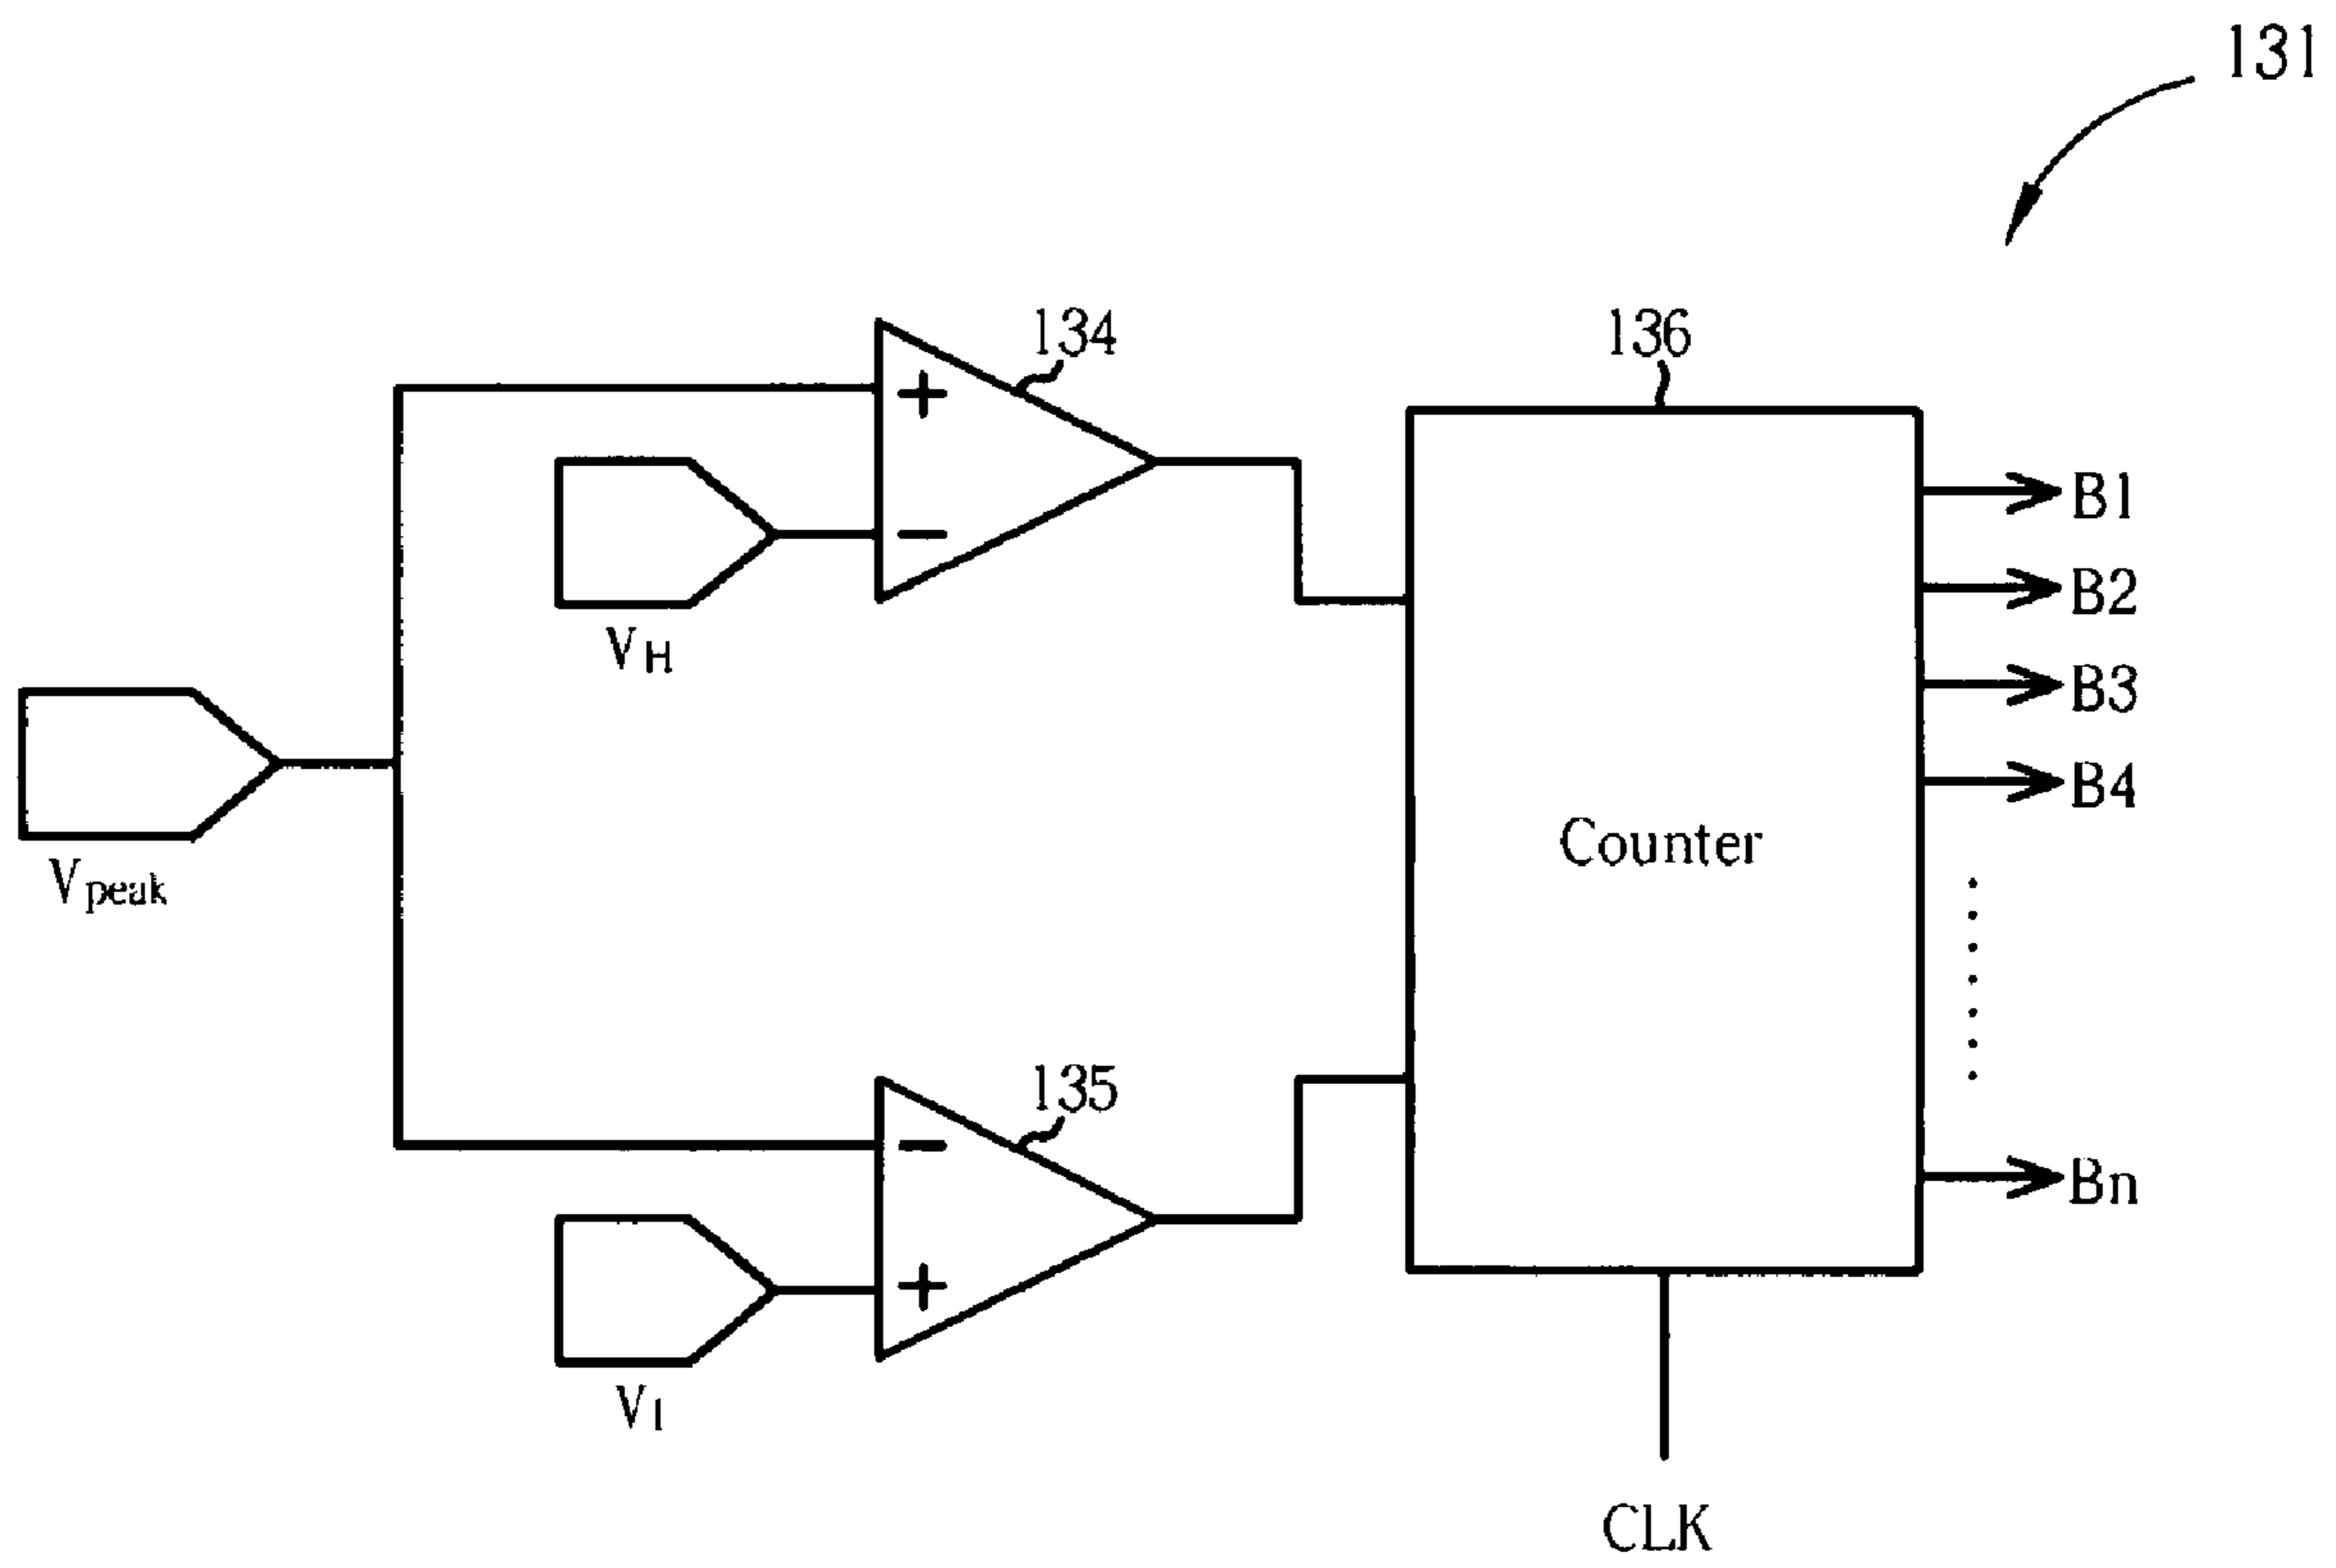 131
134
136
+
−
VH
B1
B2
B3
B4
Counter
Vpeak
135
−
+
Vl
Bn
CLK